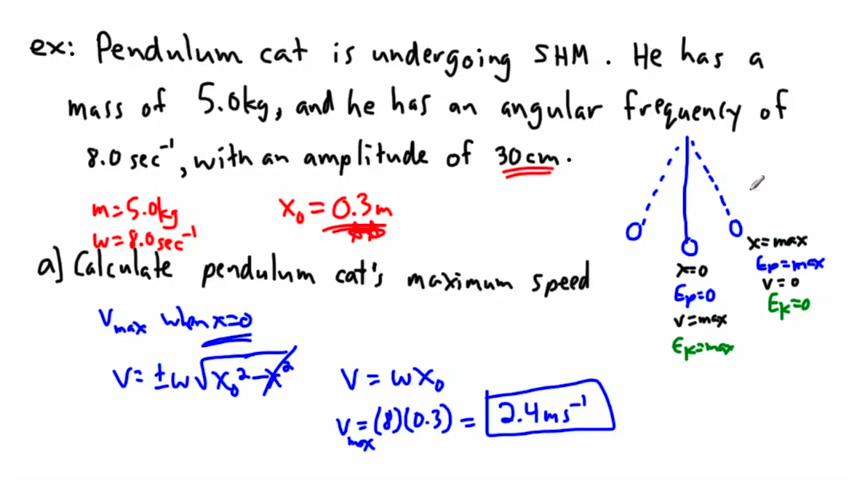 ex: Pendulum cat is undergoing SHM. He has a
mass of 5.0kg, and he has an angular frequency of
8.0 sec⁻¹, with an amplitude of 30cm.
m=5.0kg
ω=8.0sec⁻¹
x₀ = 0.3m
a) Calculate pendulum cat's maximum speed
Vmax when x=0
V= ±ω√(x₀²-x²)
V = ωx₀
Vmax=(8)(0.3) = 2.4ms⁻¹
x=0
Ep=0
v=max
Ek=max
x=max
Ep=max
v=0
Ek=0